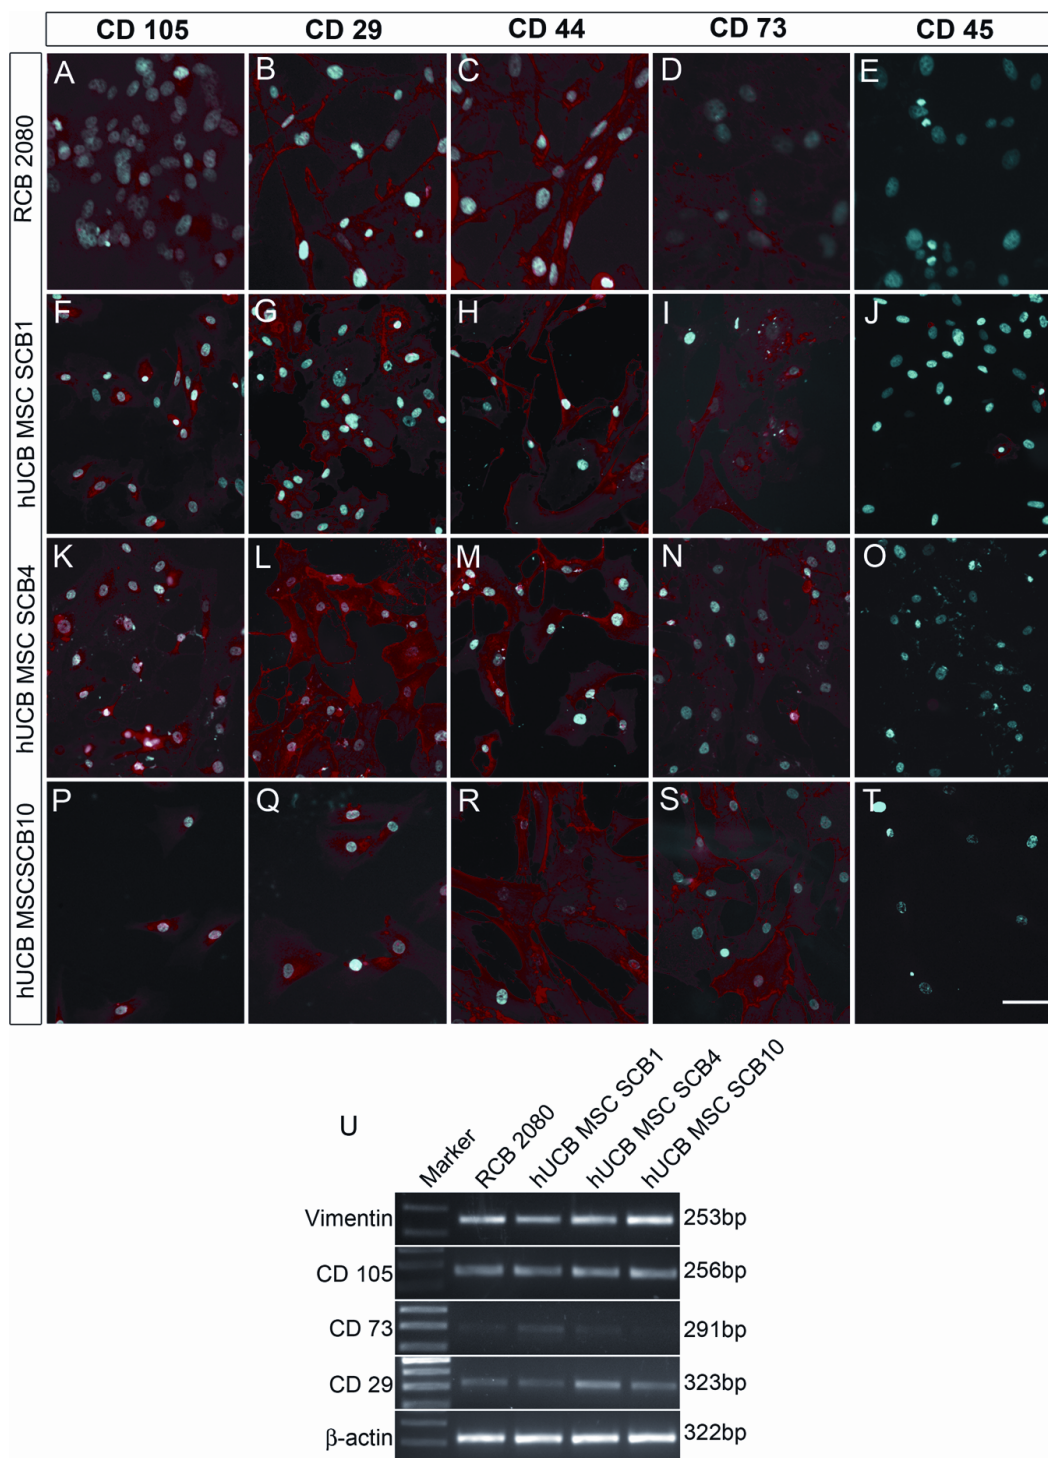 CD 105 CD 29 CD 44 CD 73 CD 45
RCB 2080
A B C D E
hUCB MSC SCB1
F G H I J
hUCB MSC SCB4
K L M N O
hUCB MSCSCB10
P Q R S T
U
Marker RCB 2080 hUCB MSC SCB1 hUCB MSC SCB4 hUCB MSC SCB10
Vimentin 253bp
CD 105 256bp
CD 73 291bp
CD 29 323bp
β-actin 322bp